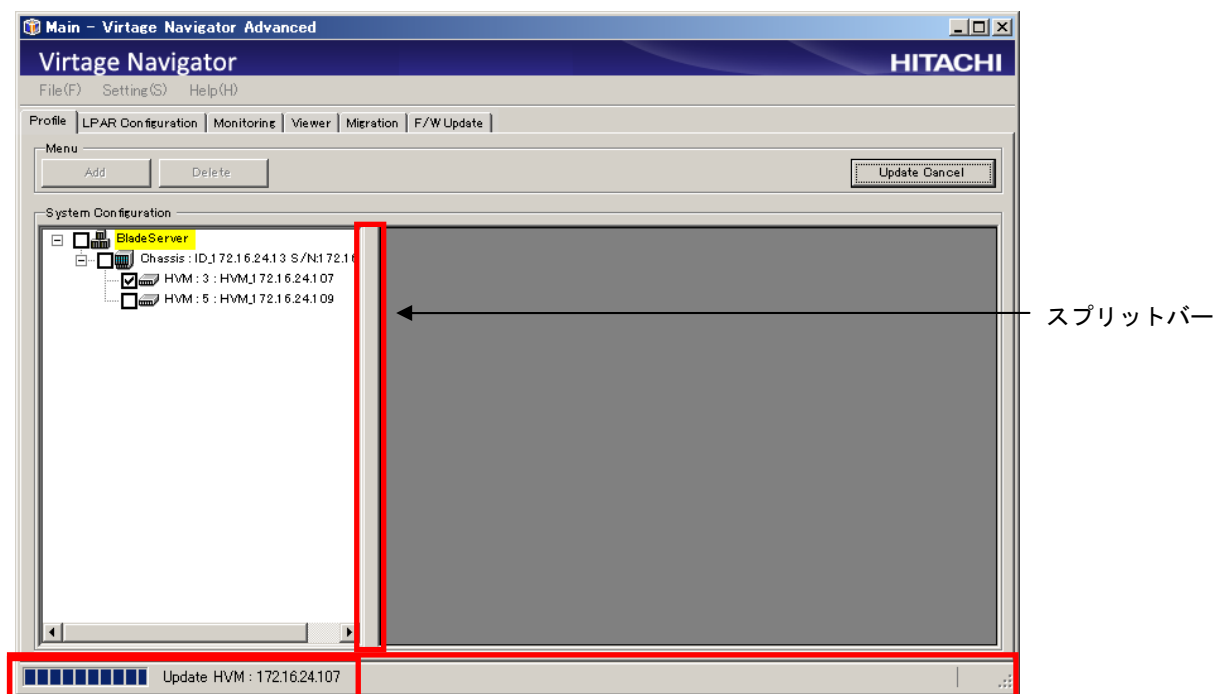 Main - Virtage Navigator Advanced
Virtage Navigator
HITACHI
File(F) Setting(S) Help(H)
Profile LPAR Configuration Monitoring Viewer Migration F/W Update
Menu
Add Delete Update Cancel
System Configuration
BladeServer
Chassis : ID_172.16.24.13 S/N:172.16
HVM : 3 : HVM_172.16.24.107
HVM : 5 : HVM_172.16.24.109
スプリットバー
Update HVM : 172.16.24.107